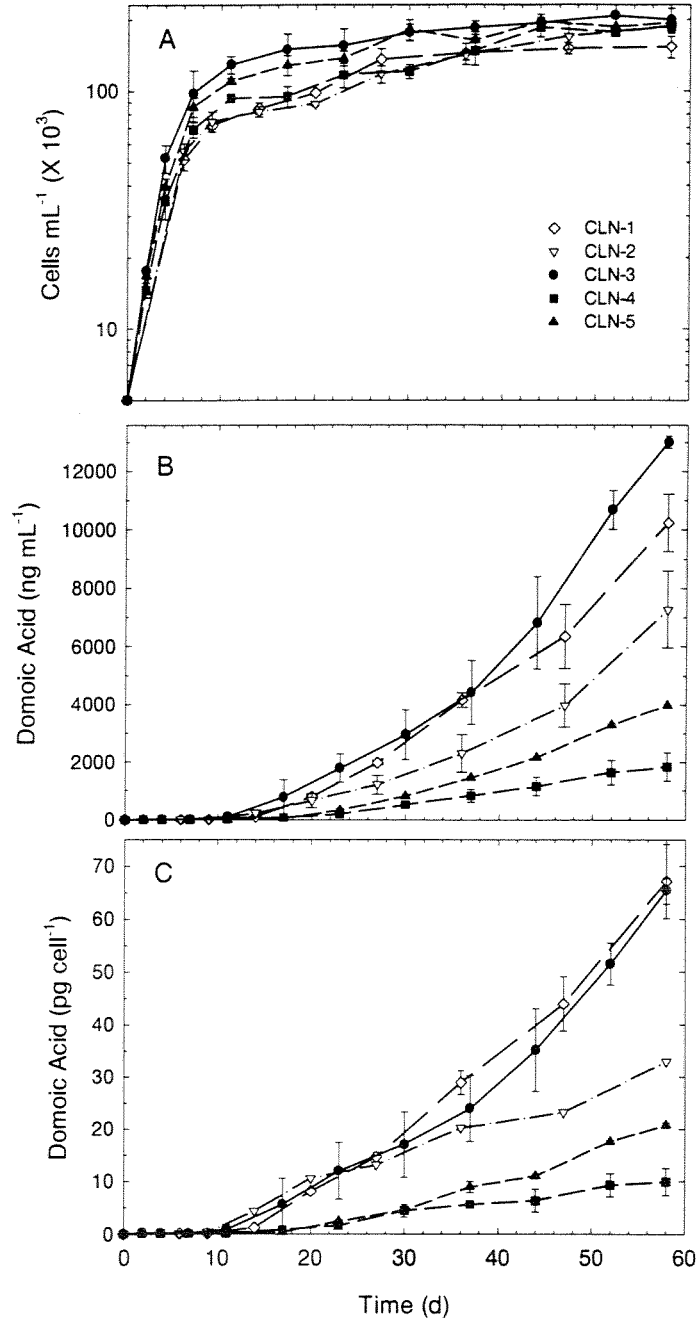 A
Cells mL⁻¹ (X 10³)
100
10
CLN-1
CLN-2
CLN-3
CLN-4
CLN-5
B
Domoic Acid (ng mL⁻¹)
12000
10000
8000
6000
4000
2000
0
C
Domoic Acid (pg cell⁻¹)
70
60
50
40
30
20
10
0
0 10 20 30 40 50 60
Time (d)